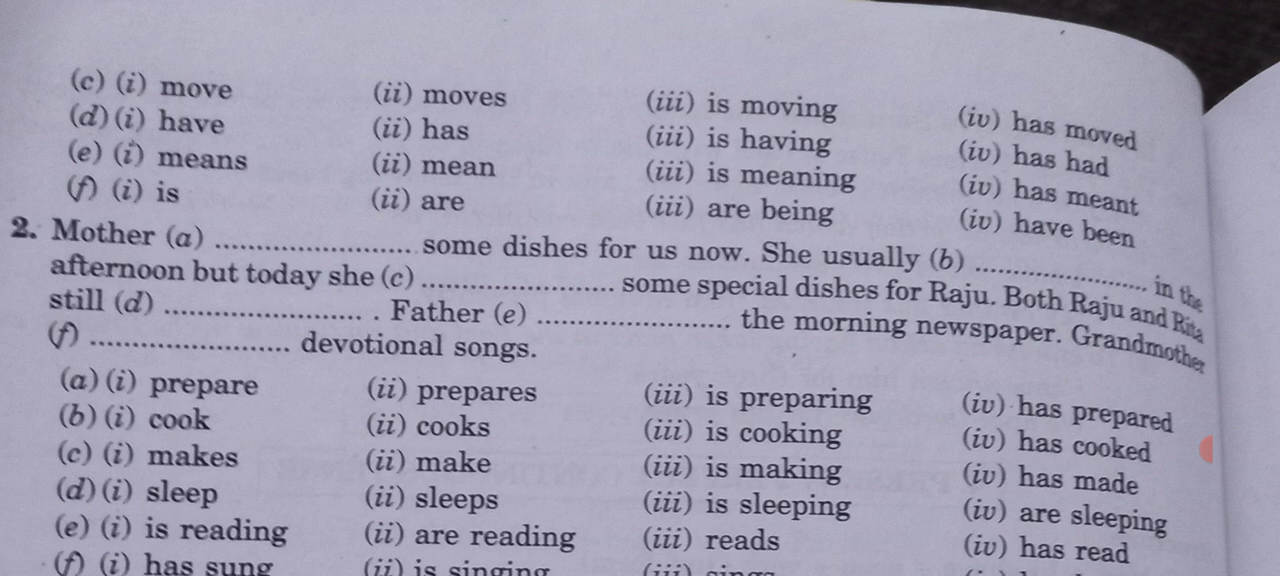 (c) (i) move (ii) moves (iii) is moving (iv) has moved
(d) (i) have (ii) has (iii) is having (iv) has had
(e) (i) means (ii) mean (iii) is meaning (iv) has meant
(f) (i) is (ii) are (iii) are being (iv) have been
2. Mother (a) ........................ some dishes for us now. She usually (b) ........................ in the
afternoon but today she (c) ........................ some special dishes for Raju. Both Raju and Rita
still (d) ........................ . Father (e) ........................ the morning newspaper. Grandmother
(f) ........................ devotional songs.
(a) (i) prepare (ii) prepares (iii) is preparing (iv) has prepared
(b) (i) cook (ii) cooks (iii) is cooking (iv) has cooked
(c) (i) makes (ii) make (iii) is making (iv) has made
(d) (i) sleep (ii) sleeps (iii) is sleeping (iv) are sleeping
(e) (i) is reading (ii) are reading (iii) reads (iv) has read
(f) (i) has sung (ii) is singing (iii) sings